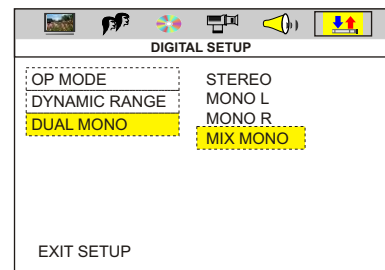 DIGITAL SETUP
OP MODE
DYNAMIC RANGE
DUAL MONO
STEREO
MONO L
MONO R
MIX MONO
EXIT SETUP